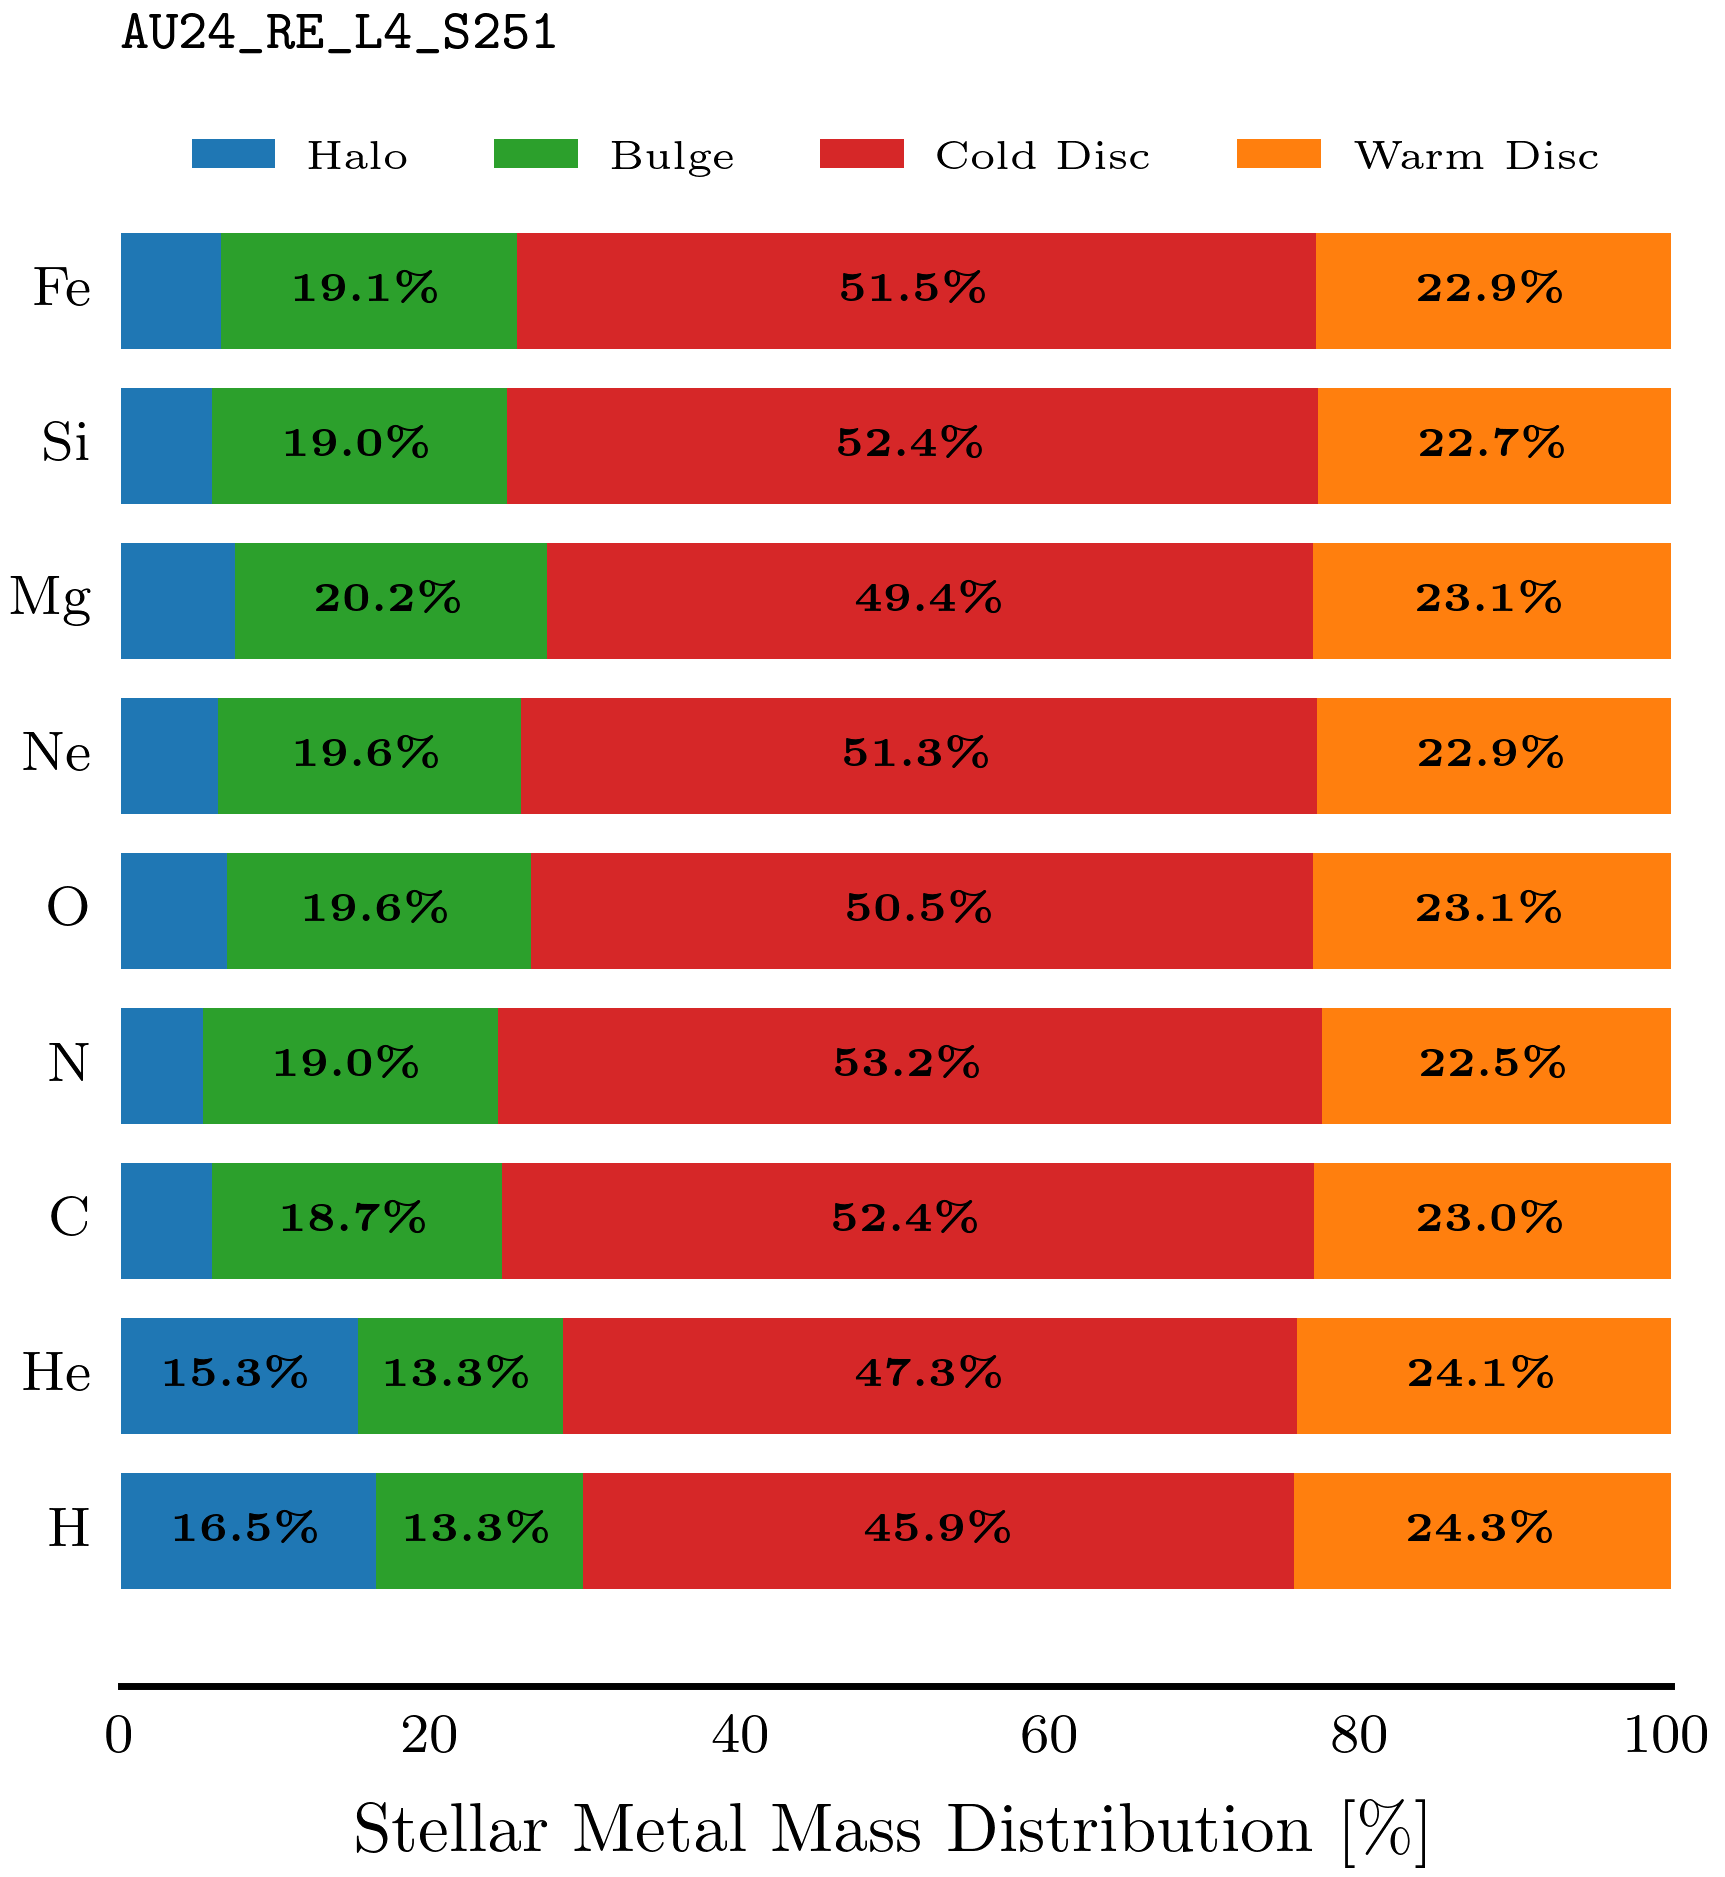 AU24_RE_L4_S251
Halo Bulge Cold Disc Warm Disc
Fe 19.1% 51.5% 22.9%
Si 19.0% 52.4% 22.7%
Mg 20.2% 49.4% 23.1%
Ne 19.6% 51.3% 22.9%
O 19.6% 50.5% 23.1%
N 19.0% 53.2% 22.5%
C 18.7% 52.4% 23.0%
He 15.3% 13.3% 47.3% 24.1%
H 16.5% 13.3% 45.9% 24.3%
0 20 40 60 80 100
Stellar Metal Mass Distribution [%]